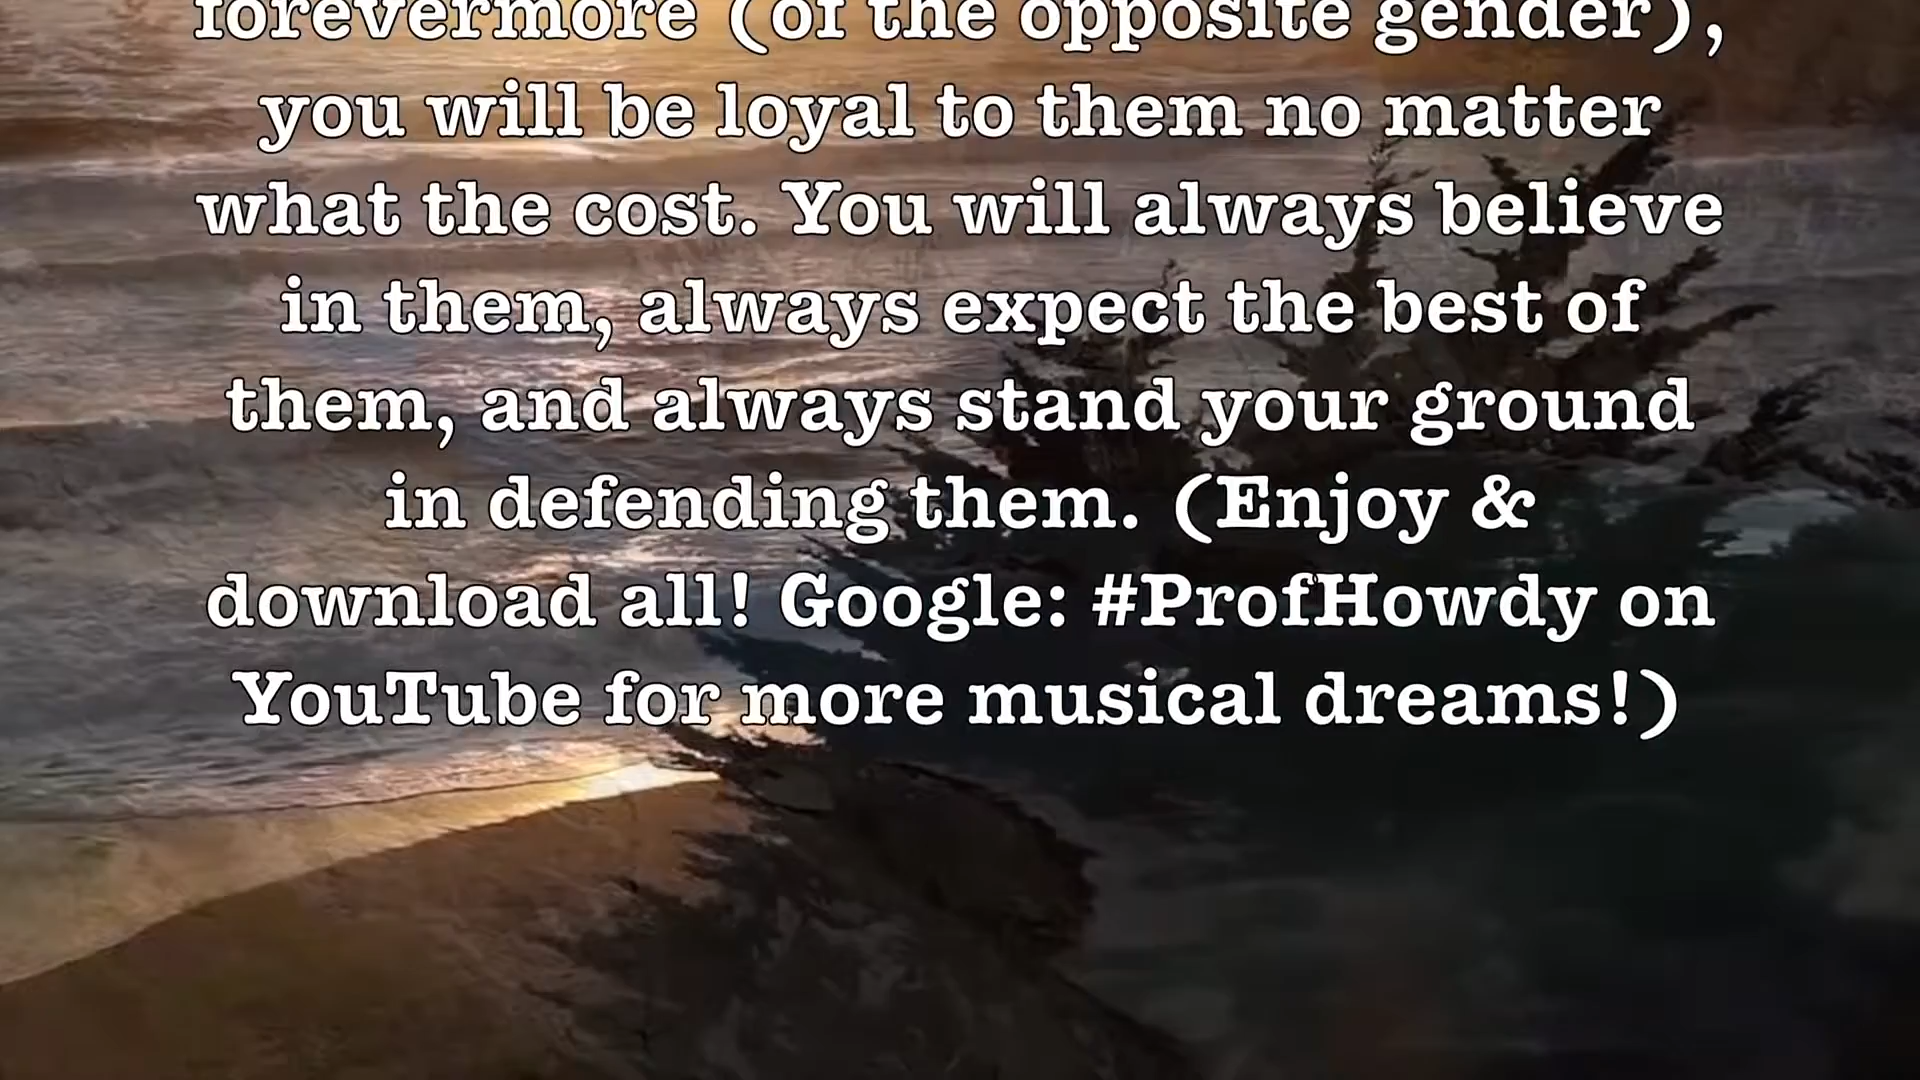 forevermore (of the opposite gender),
you will be loyal to them no matter
what the cost. You will always believe
in them, always expect the best of
them, and always stand your ground
in defending them. (Enjoy &
download all! Google: #ProfHowdy on
YouTube for more musical dreams!)